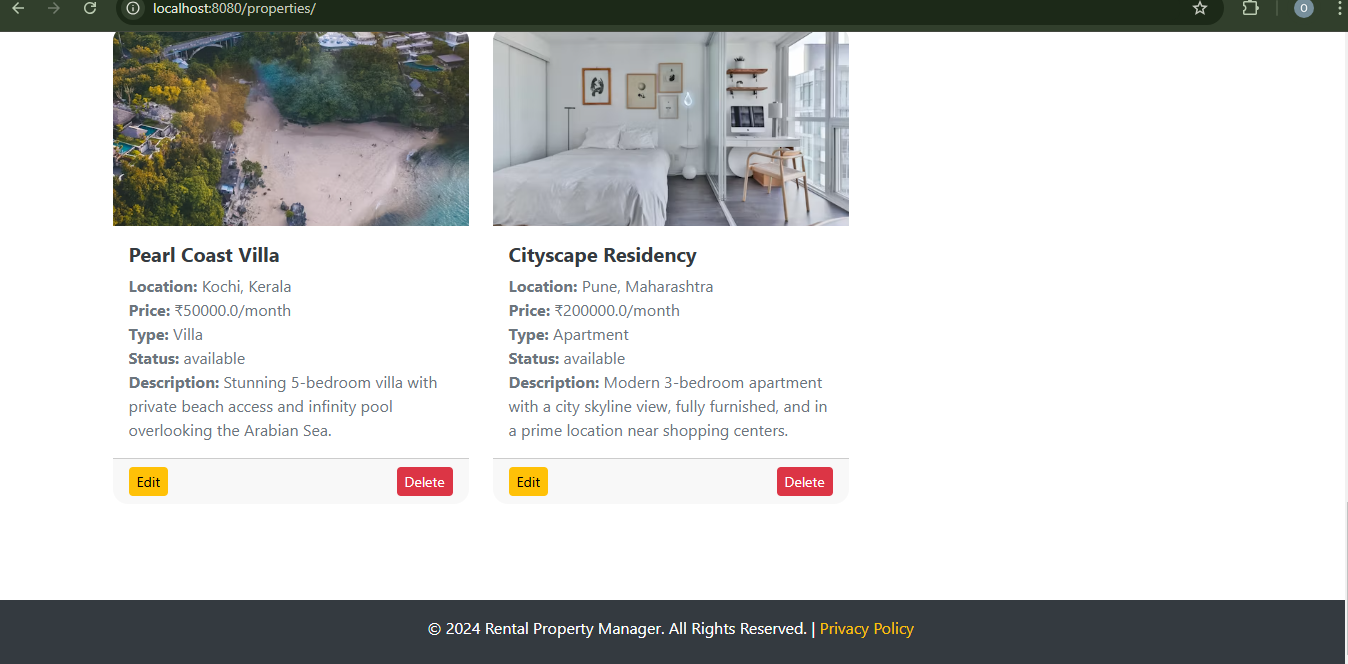 localhost:8080/properties/
O
Pearl Coast Villa
Location: Kochi, Kerala
Price: ₹50000.0/month
Type: Villa
Status: available
Description: Stunning 5-bedroom villa with
private beach access and infinity pool
overlooking the Arabian Sea.
Edit
Delete
Cityscape Residency
Location: Pune, Maharashtra
Price: ₹200000.0/month
Type: Apartment
Status: available
Description: Modern 3-bedroom apartment
with a city skyline view, fully furnished, and in
a prime location near shopping centers.
Edit
Delete
© 2024 Rental Property Manager. All Rights Reserved. | Privacy Policy